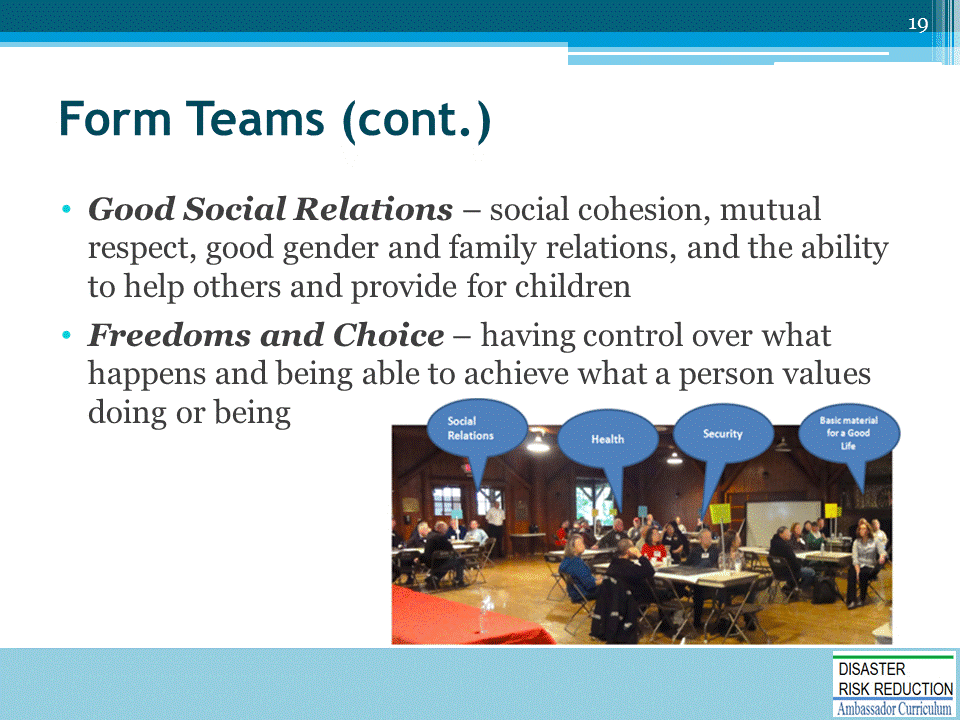 19
Form Teams (cont.)
• Good Social Relations – social cohesion, mutual
respect, good gender and family relations, and the ability
to help others and provide for children
• Freedoms and Choice – having control over what
happens and being able to achieve what a person values
doing or being
Social
Relations
Health
Security
Basic material
for a Good
Life
DISASTER
RISK REDUCTION
Ambassador Curriculum